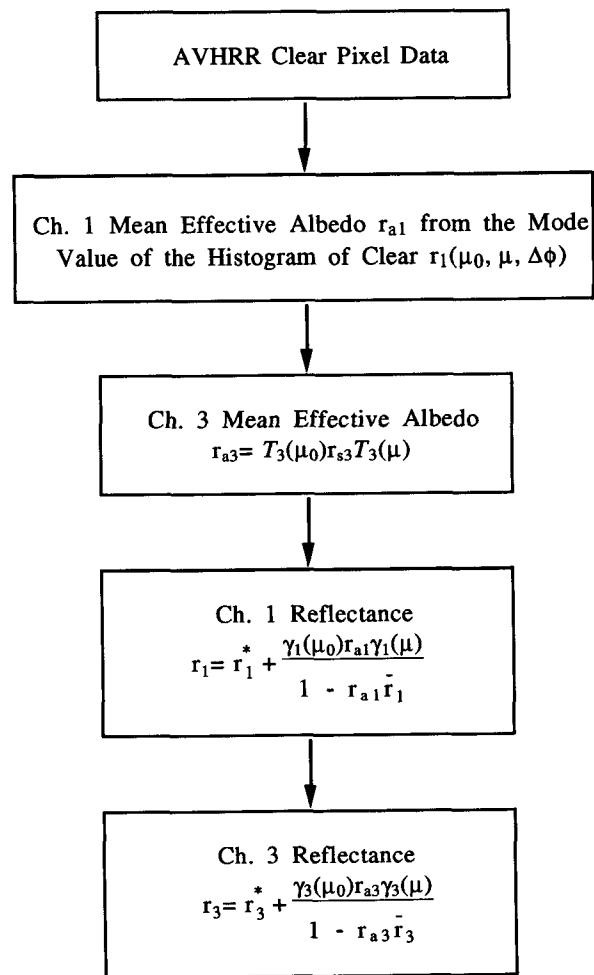 AVHRR Clear Pixel Data
Ch. 1 Mean Effective Albedo r_a1 from the Mode
Value of the Histogram of Clear r_1(μ_0, μ, Δϕ)
Ch. 3 Mean Effective Albedo
r_a3= T_3(μ_0)r_s3T_3(μ)
Ch. 1 Reflectance
r_1= r_1^* + γ_1(μ_0)r_a1γ_1(μ) / 1 - r_a1r̄_1
Ch. 3 Reflectance
r_3= r_3^* + γ_3(μ_0)r_a3γ_3(μ) / 1 - r_a3r̄_3